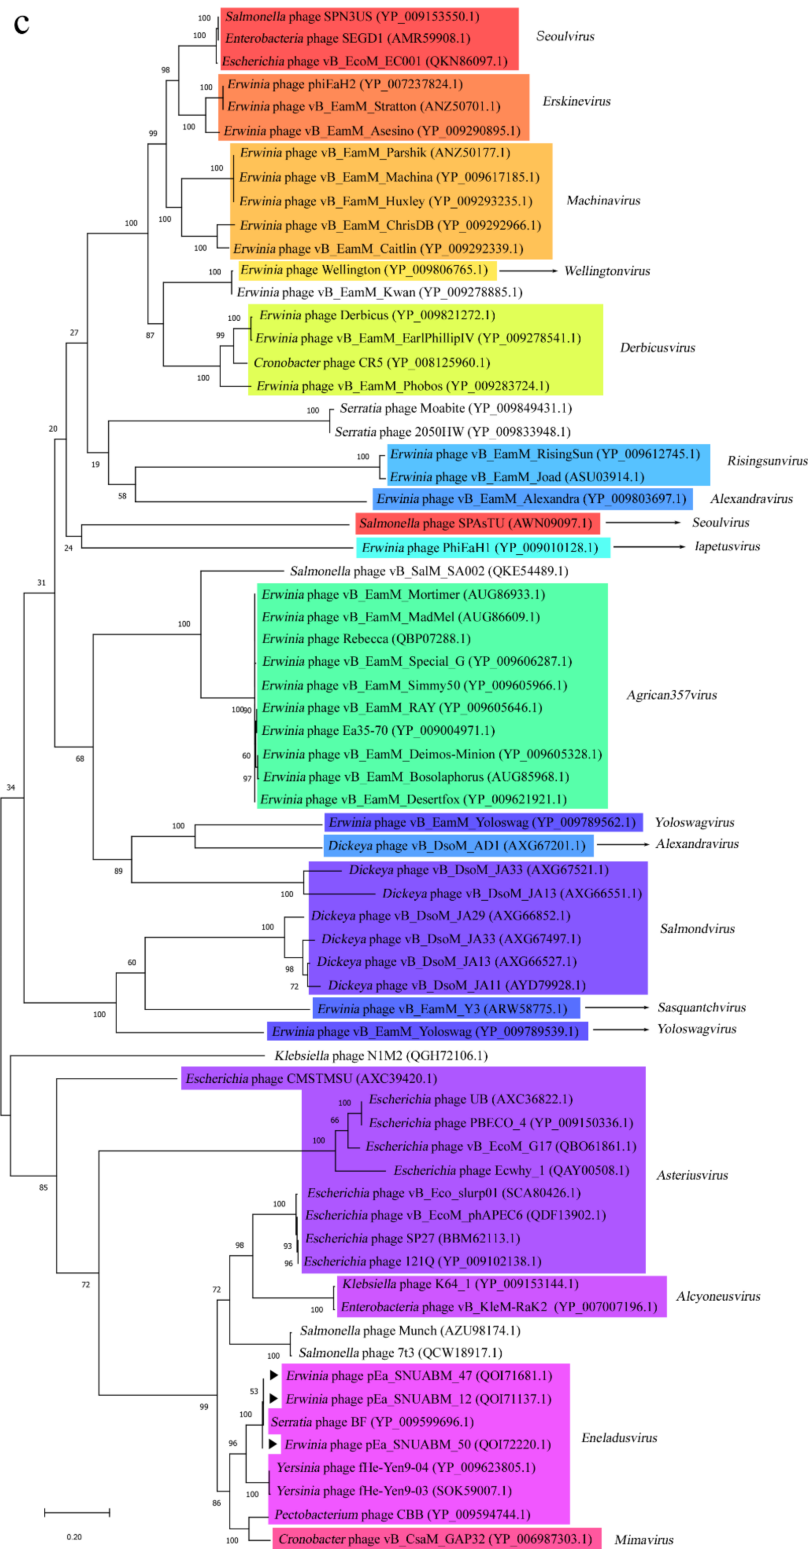 c
100
Salmonella phage SPN3US (YP_009153550.1)
100
Enterobacteria phage SEGD1 (AMR59908.1)
Seoulvirus
Escherichia phage vB_EcoM_EC001 (QKN86097.1)
98
Erwinia phage phiEaH2 (YP_007237824.1)
100
Erwinia phage vB_EamM_Stratton (ANZ50701.1)
Erskinevirus
100
Erwinia phage vB_EamM_Asesino (YP_009290895.1)
99
Erwinia phage vB_EamM_Parshik (ANZ50177.1)
100
Erwinia phage vB_EamM_Machina (YP_009617185.1)
Erwinia phage vB_EamM_Huxley (YP_009293235.1)
Machinavirus
100
100
Erwinia phage vB_EamM_ChrisDB (YP_009292966.1)
100
Erwinia phage vB_EamM_Caitlin (YP_009292339.1)
100
Erwinia phage Wellington (YP_009806765.1)
Wellingtonvirus
Erwinia phage vB_EamM_Kwan (YP_009278885.1)
87
100
Erwinia phage Derbicus (YP_009821272.1)
27
99
Erwinia phage vB_EamM_EarlPhillipIV (YP_009278541.1)
Derbicusvirus
Cronobacter phage CR5 (YP_008125960.1)
100
Erwinia phage vB_EamM_Phobos (YP_009283724.1)
100
Serratia phage Moabite (YP_009849431.1)
20
Serratia phage 2050HW (YP_009833948.1)
19
100
Erwinia phage vB_EamM_RisingSun (YP_009612745.1)
Risingsunvirus
Erwinia phage vB_EamM_Joad (ASU03914.1)
58
Erwinia phage vB_EamM_Alexandra (YP_009803697.1)
Alexandravirus
Salmonella phage SPAsTU (AWN09097.1)
Seoulvirus
24
Erwinia phage PhiEaH1 (YP_009010128.1)
Iapetusvirus
31
Salmonella phage vB_SalM_SA002 (QKE54489.1)
Erwinia phage vB_EamM_Mortimer (AUG86933.1)
100
Erwinia phage vB_EamM_MadMel (AUG86609.1)
Erwinia phage Rebecca (QBP07288.1)
Erwinia phage vB_EamM_Special_G (YP_009606287.1)
Erwinia phage vB_EamM_Simmy50 (YP_009605966.1)
Agrican357virus
100
90
Erwinia phage vB_EamM_RAY (YP_009605646.1)
Erwinia phage Ea35-70 (YP_009004971.1)
68
60
Erwinia phage vB_EamM_Deimos-Minion (YP_009605328.1)
97
Erwinia phage vB_EamM_Bosolaphorus (AUG85968.1)
34
Erwinia phage vB_EamM_Desertfox (YP_009621921.1)
100
Erwinia phage vB_EamM_Yoloswag (YP_009789562.1)
Yoloswagvirus
Dickeya phage vB_DsoM_AD1 (AXG67201.1)
Alexandravirus
89
Dickeya phage vB_DsoM_JA33 (AXG67521.1)
100
Dickeya phage vB_DsoM_JA13 (AXG66551.1)
Dickeya phage vB_DsoM_JA29 (AXG66852.1)
100
Salmondvirus
Dickeya phage vB_DsoM_JA33 (AXG67497.1)
60
98
Dickeya phage vB_DsoM_JA13 (AXG66527.1)
72
Dickeya phage vB_DsoM_JA11 (AYD79928.1)
100
Erwinia phage vB_EamM_Y3 (ARW58775.1)
Sasquantchvirus
Erwinia phage vB_EamM_Yoloswag (YP_009789539.1)
Yoloswagvirus
Klebsiella phage N1M2 (QGH72106.1)
Escherichia phage CMSTMSU (AXC39420.1)
100
Escherichia phage UB (AXC36822.1)
66
Escherichia phage PBECO_4 (YP_009150336.1)
100
Escherichia phage vB_EcoM_G17 (QBO61861.1)
Escherichia phage Ecwhy_1 (QAY00508.1)
Asteriusvirus
85
Escherichia phage vB_Eco_slurp01 (SCA80426.1)
100
Escherichia phage vB_EcoM_phAPEC6 (QDF13902.1)
98
93
Escherichia phage SP27 (BBM62113.1)
96
Escherichia phage 121Q (YP_009102138.1)
72
72
Klebsiella phage K64_1 (YP_009153144.1)
Alcyoneusvirus
100
Enterobacteria phage vB_KleM-RaK2 (YP_007007196.1)
Salmonella phage Munch (AZU98174.1)
100
Salmonella phage 7t3 (QCW18917.1)
Erwinia phage pEa_SNUABM_47 (QOI71681.1)
53
99
Erwinia phage pEa_SNUABM_12 (QOI71137.1)
100
Serratia phage BF (YP_009599696.1)
Eneladusvirus
96
Erwinia phage pEa_SNUABM_50 (QOI72220.1)
Yersinia phage fHe-Yen9-04 (YP_009623805.1)
100
Yersinia phage fHe-Yen9-03 (SOK59007.1)
86
Pectobacterium phage CBB (YP_009594744.1)
100
Cronobacter phage vB_CsaM_GAP32 (YP_006987303.1)
Mimavirus
0.20